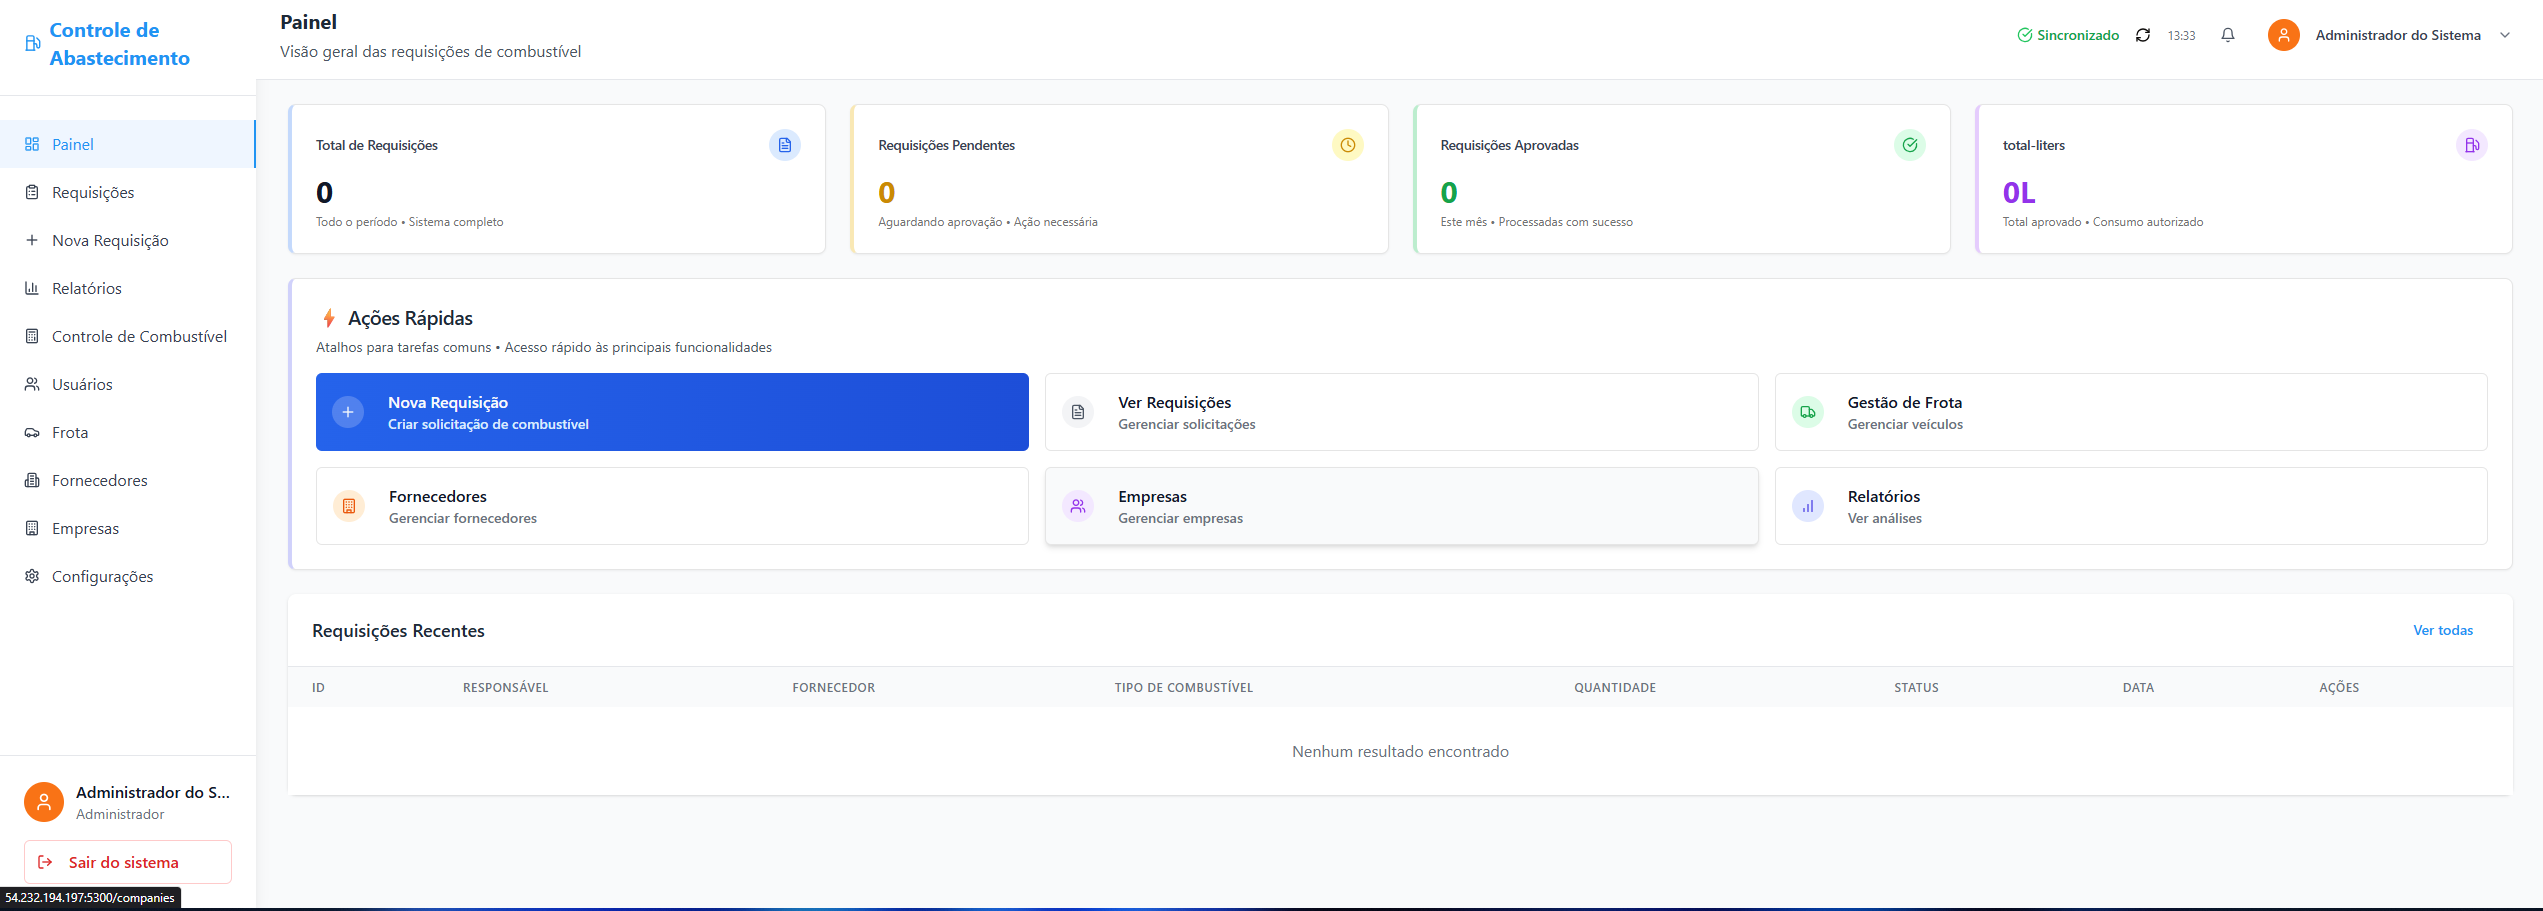 Controle de
Abastecimento
Painel
Visão geral das requisições de combustível
Sincronizado
13:33
Administrador do Sistema
Painel
Requisições
Nova Requisição
Relatórios
Controle de Combustível
Usuários
Frota
Fornecedores
Empresas
Configurações
Total de Requisições
0
Todo o período • Sistema completo
Requisições Pendentes
0
Aguardando aprovação • Ação necessária
Requisições Aprovadas
0
Este mês • Processadas com sucesso
total-liters
0L
Total aprovado • Consumo autorizado
Ações Rápidas
Atalhos para tarefas comuns • Acesso rápido às principais funcionalidades
Nova Requisição
Criar solicitação de combustível
Ver Requisições
Gerenciar solicitações
Gestão de Frota
Gerenciar veículos
Fornecedores
Gerenciar fornecedores
Empresas
Gerenciar empresas
Relatórios
Ver análises
Requisições Recentes
Ver todas
ID RESPONSÁVEL FORNECEDOR TIPO DE COMBUSTÍVEL QUANTIDADE STATUS DATA AÇÕES
Nenhum resultado encontrado
Administrador do S...
Administrador
Sair do sistema
54.232.194.197:5300/companies